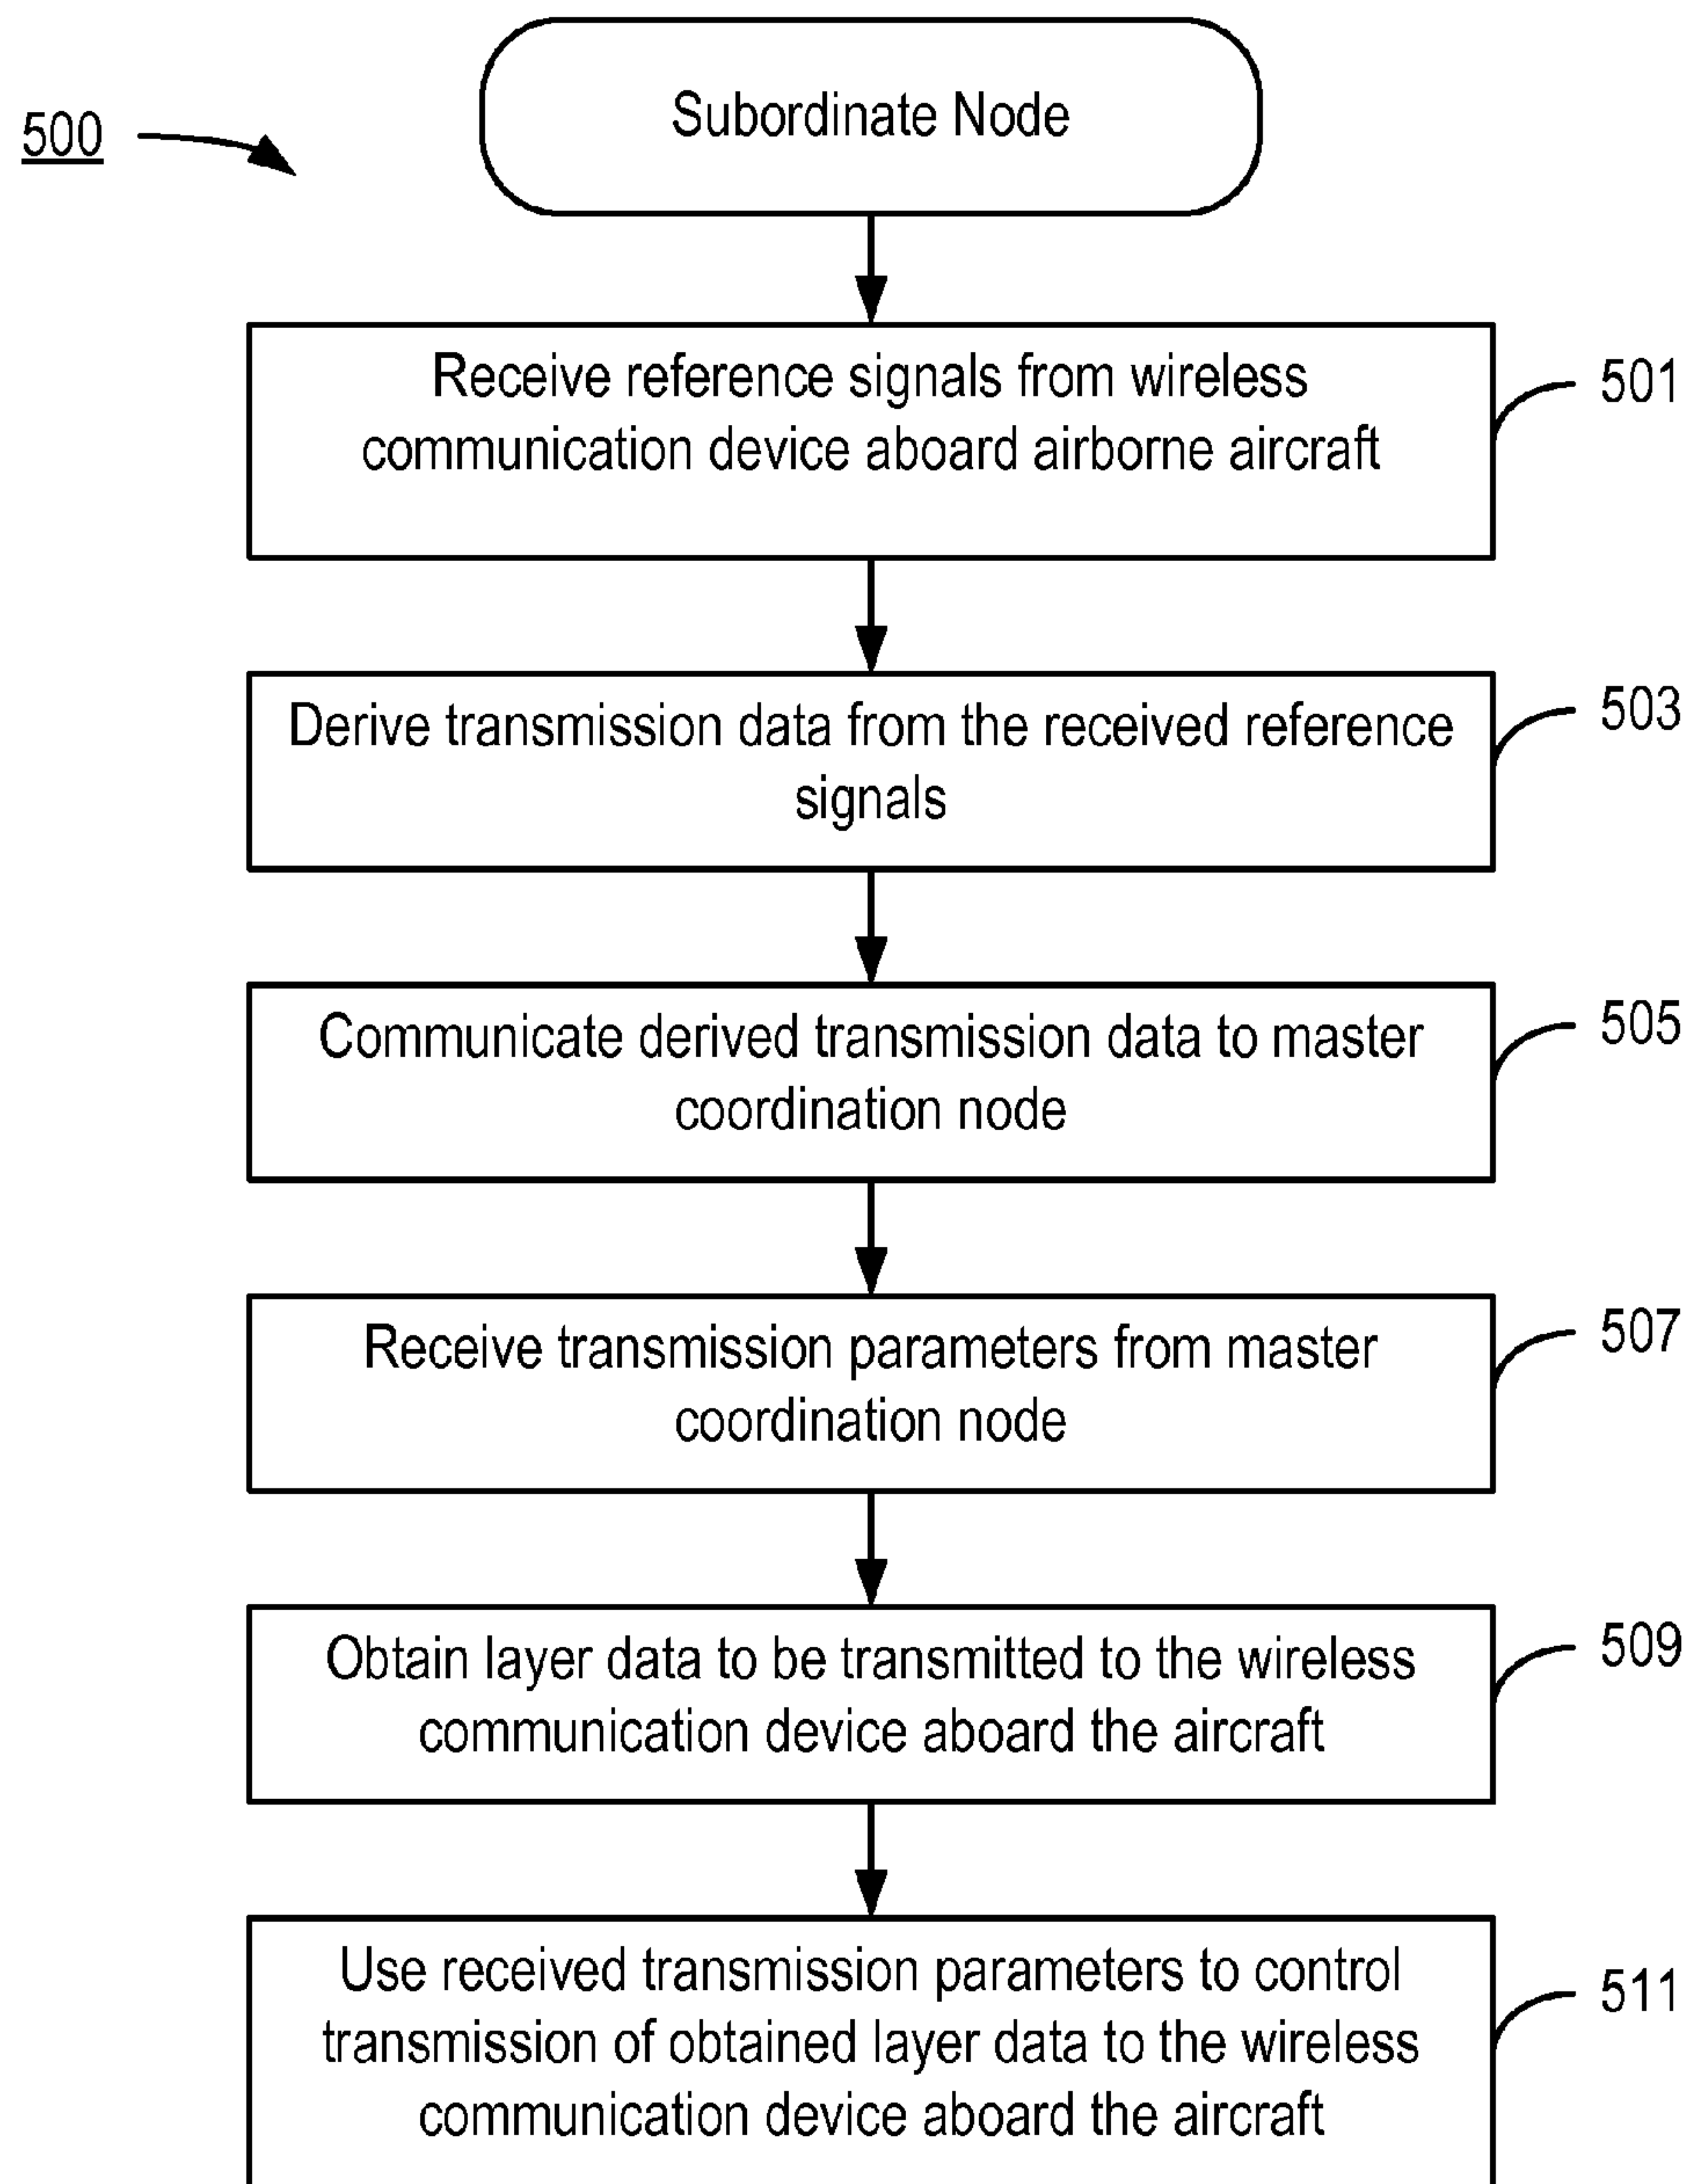 Subordinate Node
500
Receive reference signals from wireless
communication device aboard airborne aircraft
501
Derive transmission data from the received reference
signals
503
Communicate derived transmission data to master
coordination node
505
Receive transmission parameters from master
coordination node
507
Obtain layer data to be transmitted to the wireless
communication device aboard the aircraft
509
Use received transmission parameters to control
transmission of obtained layer data to the wireless
communication device aboard the aircraft
511